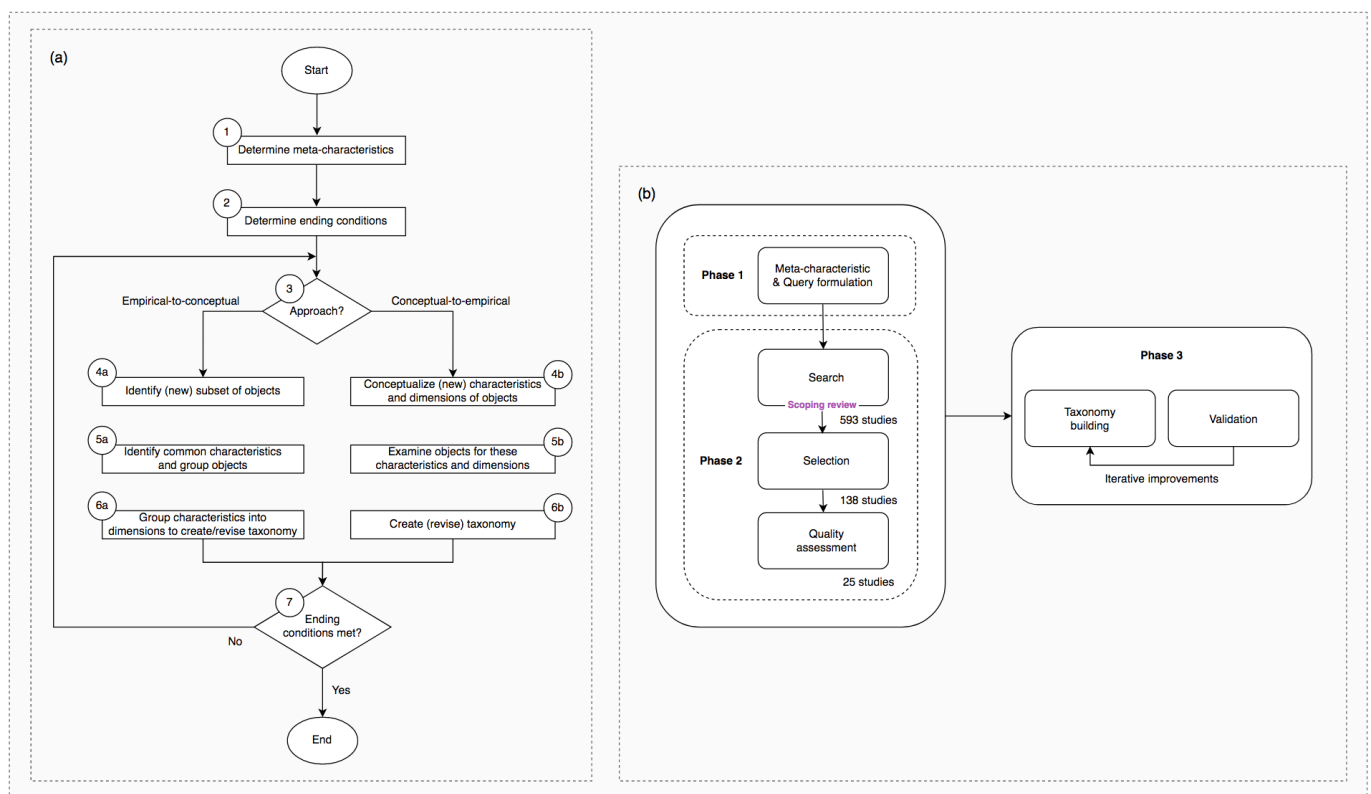 (a)
Start
1
Determine meta-characteristics
2
Determine ending conditions
3
Approach?
Empirical-to-conceptual
Conceptual-to-empirical
4a
Identify (new) subset of objects
4b
Conceptualize (new) characteristics
and dimensions of objects
5a
Identify common characteristics
and group objects
5b
Examine objects for these
characteristics and dimensions
6a
Group characteristics into
dimensions to create/revise taxonomy
6b
Create (revise) taxonomy
7
Ending
conditions met?
No
Yes
End
(b)
Phase 1
Meta-characteristic
& Query formulation
Phase 2
Search
Scoping review
593 studies
Selection
138 studies
Quality
assessment
25 studies
Phase 3
Taxonomy
building
Validation
Iterative improvements